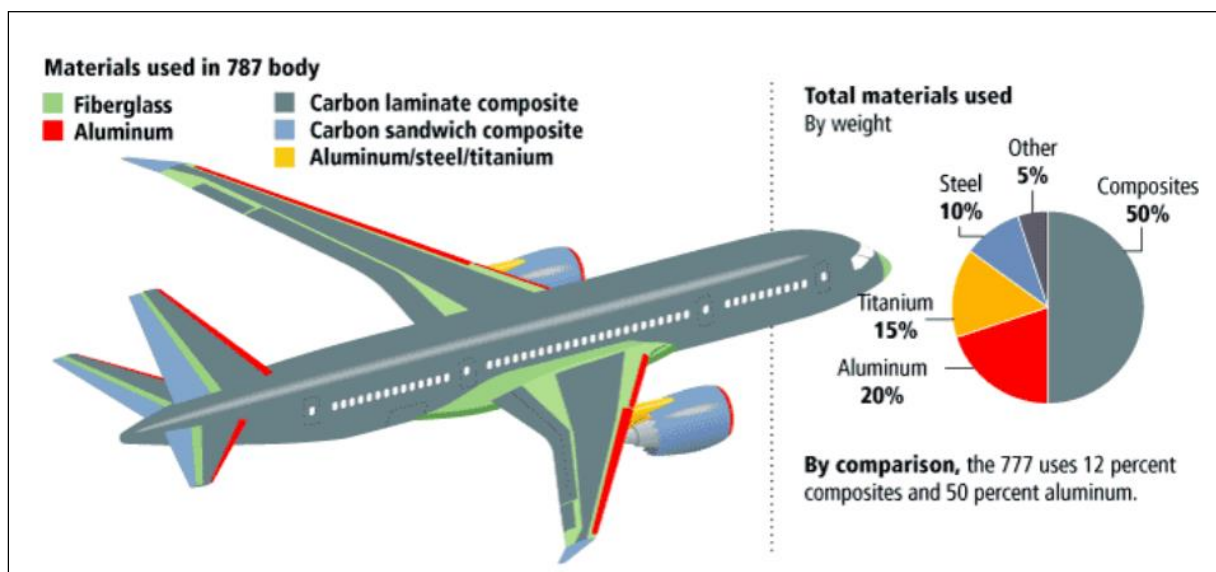 Materials used in 787 body
Fiberglass
Aluminum
Carbon laminate composite
Carbon sandwich composite
Aluminum/steel/titanium
Total materials used
By weight
Other
5%
Steel
10%
Composites
50%
Titanium
15%
Aluminum
20%
By comparison, the 777 uses 12 percent
composites and 50 percent aluminum.